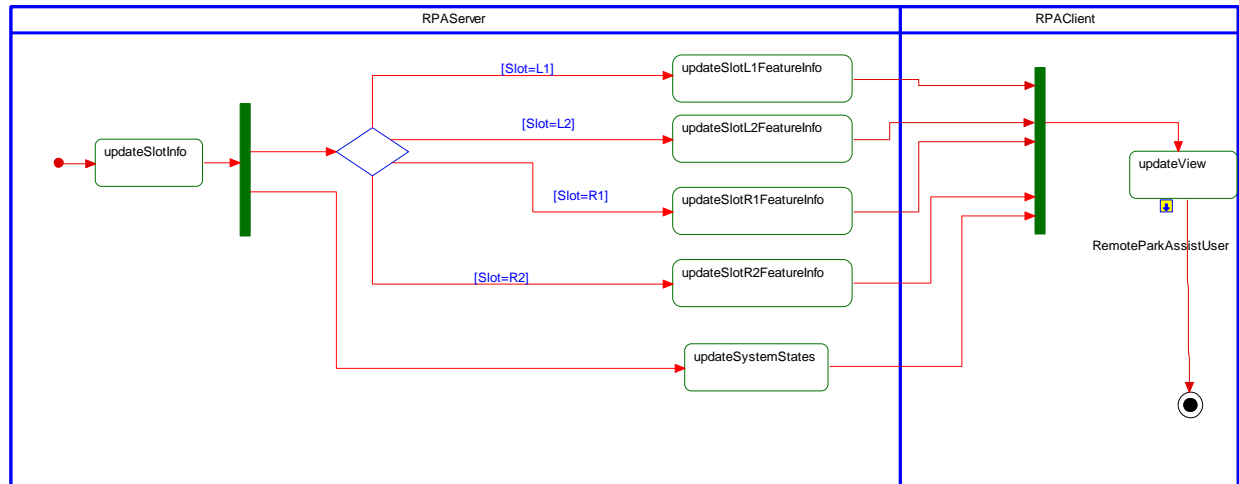 RPAServer
RPAClient
[Slot=L1]
updateSlotL1FeatureInfo
[Slot=L2]
updateSlotL2FeatureInfo
updateSlotInfo
updateView
[Slot=R1]
updateSlotR1FeatureInfo
RemoteParkAssistUser
[Slot=R2]
updateSlotR2FeatureInfo
updateSystemStates